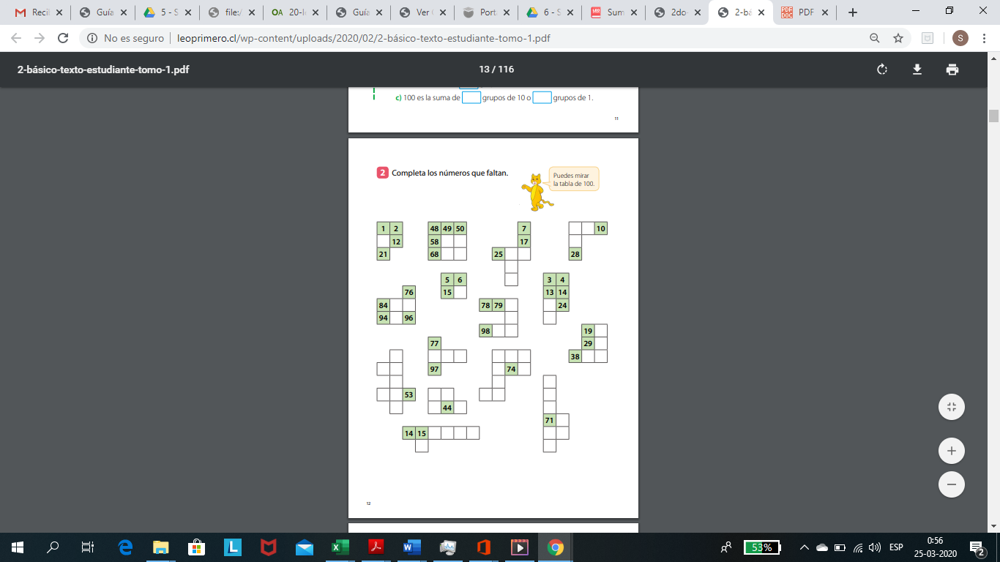 Recil
Guía
5 - S
file:/
20-le
Guía
Ver
Port
6 - S
Sum
2do-
2-bá
PDF
No es seguro
leoprimero.cl/wp-content/uploads/2020/02/2-básico-texto-estudiante-tomo-1.pdf
S
2-básico-texto-estudiante-tomo-1.pdf
13 / 116
c) 100 es la suma de grupos de 10 o grupos de 1.
11
2 Completa los números que faltan.
Puedes mirar
la tabla de 100.
1 2
12
21
48 49 50
58
68
7
17
25
10
28
5 6
15
3 4
13 14
24
76
84
94 96
78 79
98
19
29
38
77
97
74
53
44
71
14 15
12
53%
ESP
0:56
25-03-2020
2